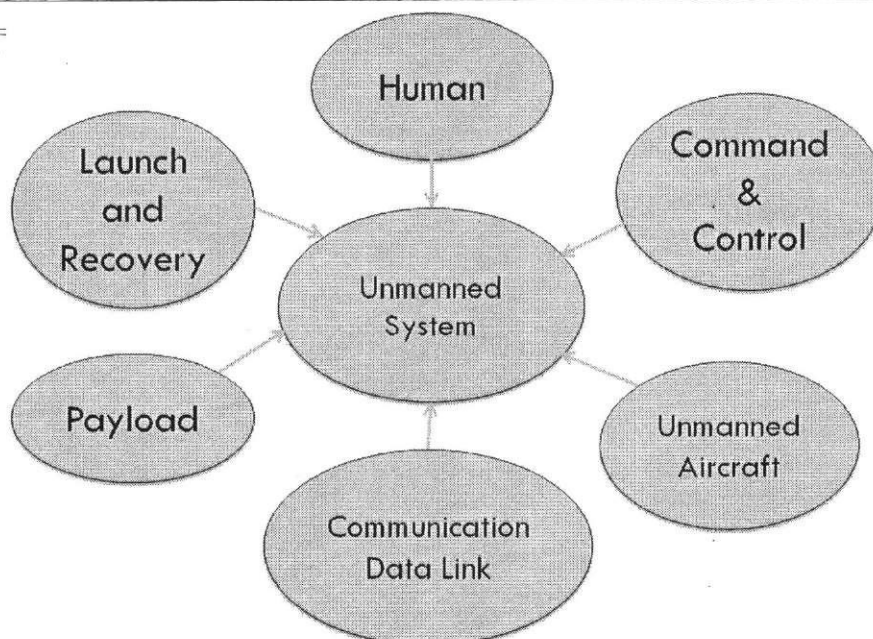 Human
Launch
and
Recovery
Command
&
Control
Unmanned
System
Payload
Unmanned
Aircraft
Communication
Data Link